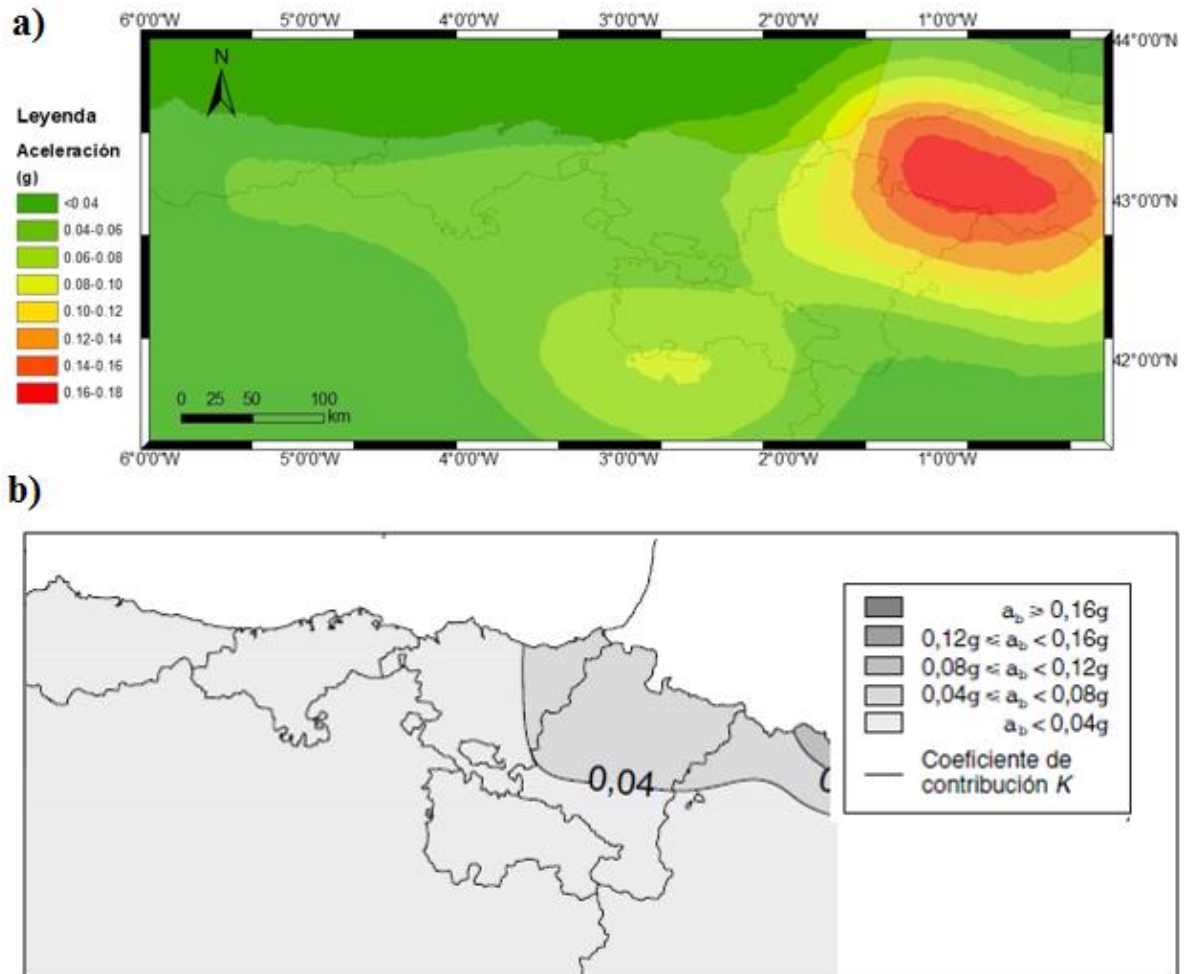 a)
6°00'0"W 5°0'0"W 4°0'0"W 3°0'0"W 2°0'0"W 1°0'0"W
44°0'0"N
43°0'0"N
42°0'0"N
N
Leyenda
Aceleración
(g)
<0.04
0.04-0.05
0.06-0.08
0.08-0.10
0.10-0.12
0.12-0.14
0.14-0.16
0.16-0.18
0 25 50 100
km
6°00'0"W 5°0'0"W 4°0'0"W 3°0'0"W 2°0'0"W 1°0'0"W
b)
a_b ⩾ 0,16g
0,12g ⩽ a_b < 0,16g
0,08g ⩽ a_b < 0,12g
0,04g ⩽ a_b < 0,08g
a_b < 0,04g
Coeficiente de
contribución K
0,04